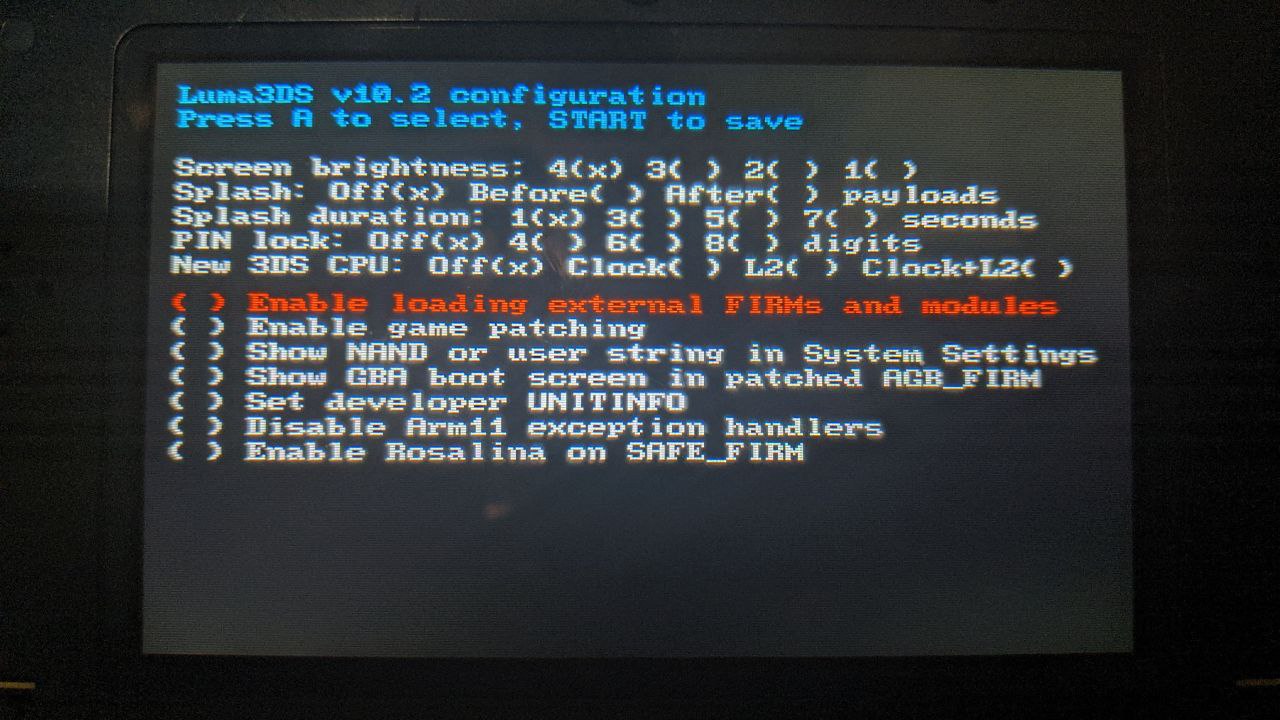 Luma3DS v10.2 configuration
Press A to select, START to save
Screen brightness: 4(x) 3( ) 2( ) 1( )
Splash: Off(x) Before( ) After( ) payloads
Splash duration: 1(x) 3( ) 5( ) 7( ) seconds
PIN lock: Off(x) 4( ) 6( ) 8( ) digits
New 3DS CPU: Off(x) Clock( ) L2( ) Clock+L2( )
( ) Enable loading external FIRMs and modules
( ) Enable game patching
( ) Show NAND or user string in System Settings
( ) Show GBA boot screen in patched AGB_FIRM
( ) Set developer UNITINFO
( ) Disable Arm11 exception handlers
( ) Enable Rosalina on SAFE_FIRM